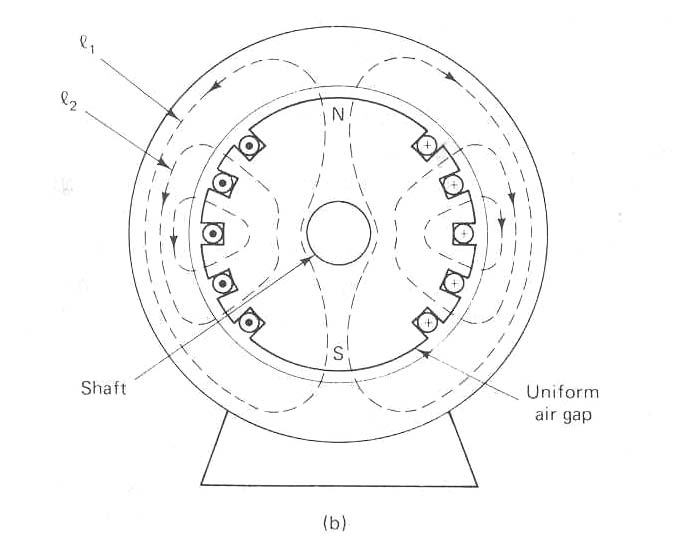 ℓ₁
ℓ₂
N
S
Shaft
Uniform
air gap
(b)